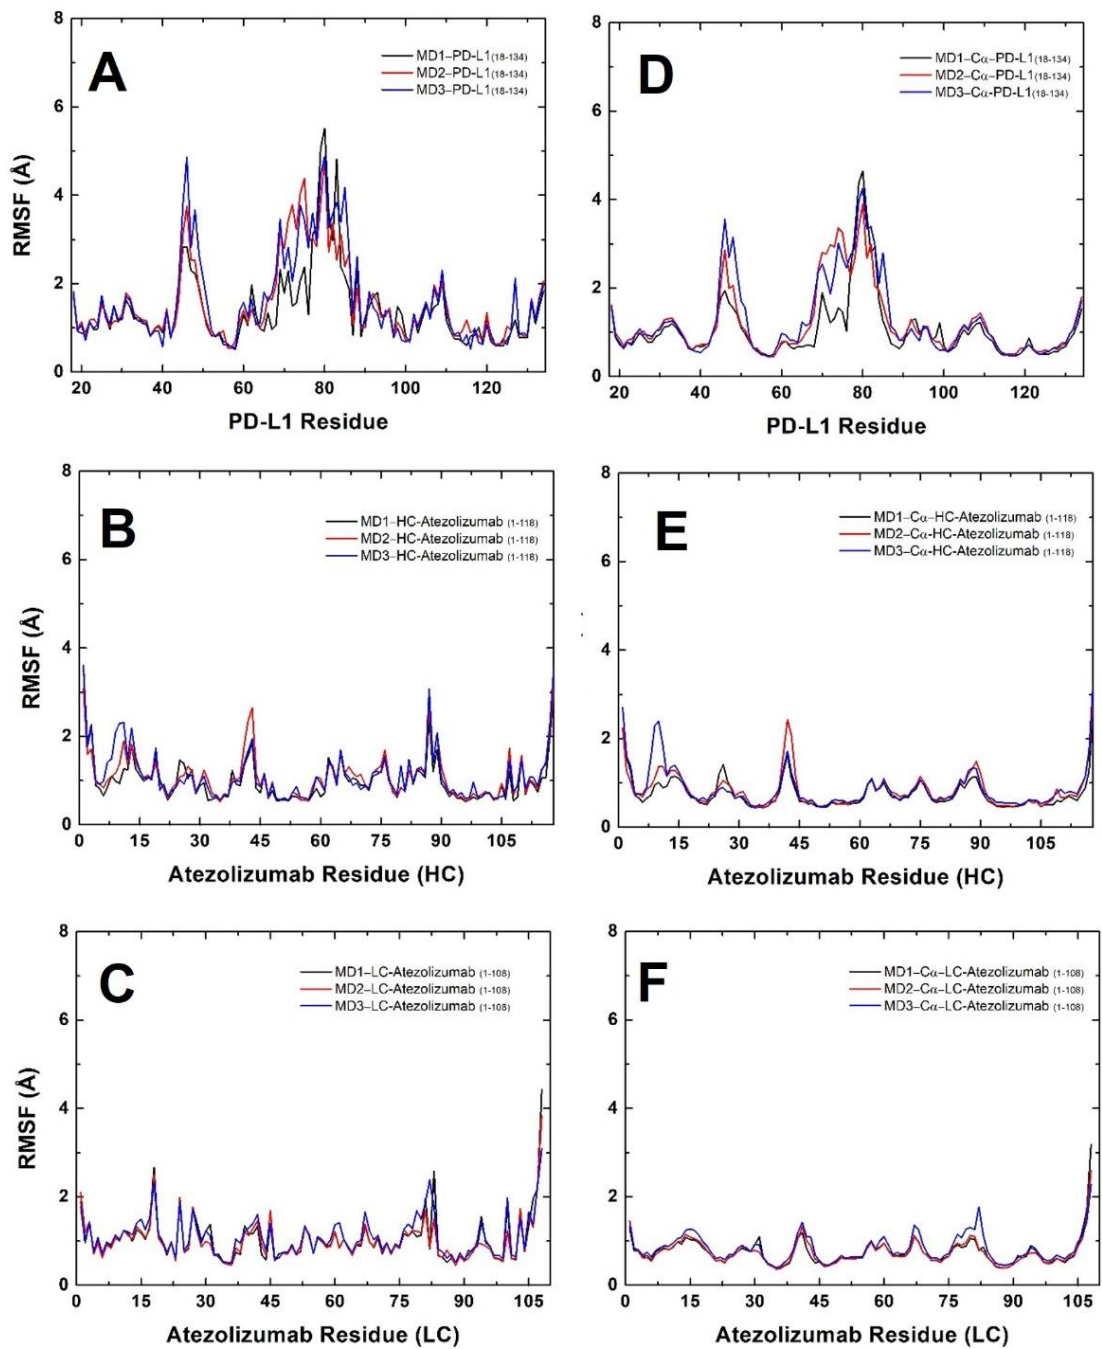 A
MD1–PD-L1(18-134)
MD2–PD-L1(18-134)
MD3–PD-L1(18-134)
RMSF (Å)
8
6
4
2
0
20 40 60 80 100 120
PD-L1 Residue
D
MD1–Cα–PD-L1(18-134)
MD2–Cα–PD-L1(18-134)
MD3–Cα-PD-L1(18-134)
8
6
4
2
0
20 40 60 80 100 120
PD-L1 Residue
B
MD1–HC-Atezolizumab (1-118)
MD2–HC-Atezolizumab (1-118)
MD3–HC-Atezolizumab (1-118)
RMSF (Å)
8
6
4
2
0
0 15 30 45 60 75 90 105
Atezolizumab Residue (HC)
E
MD1–Cα–HC-Atezolizumab (1-118)
MD2–Cα-HC-Atezolizumab (1-118)
MD3–Cα-HC-Atezolizumab (1-118)
8
6
4
2
0
0 15 30 45 60 75 90 105
Atezolizumab Residue (HC)
C
MD1–LC-Atezolizumab (1-108)
MD2–LC-Atezolizumab (1-108)
MD3–LC-Atezolizumab (1-108)
RMSF (Å)
8
6
4
2
0
0 15 30 45 60 75 90 105
Atezolizumab Residue (LC)
F
MD1–Cα–LC-Atezolizumab (1-108)
MD2–Cα–LC-Atezolizumab (1-108)
MD3–Cα–LC-Atezolizumab (1-108)
8
6
4
2
0
0 15 30 45 60 75 90 105
Atezolizumab Residue (LC)